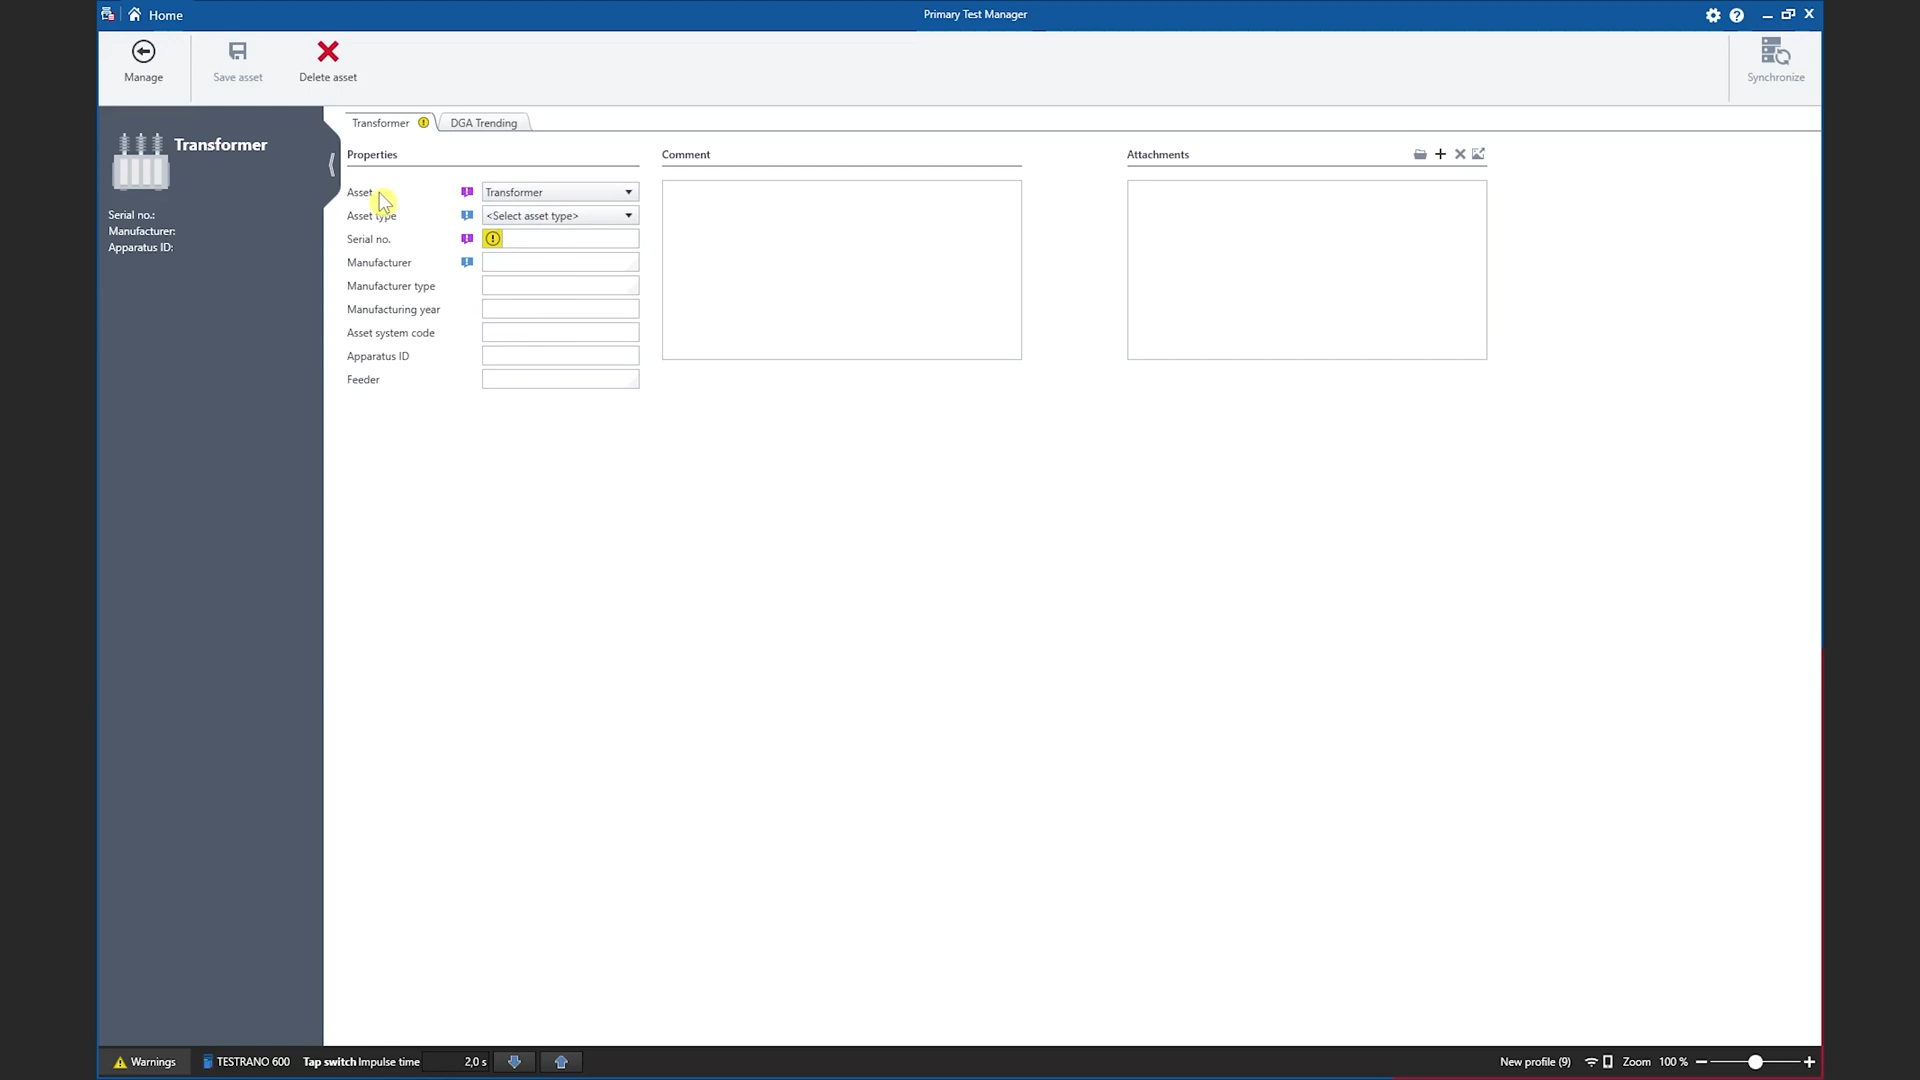 Home
Primary Test Manager
Manage
Save asset
Delete asset
Synchronize
Transformer
Serial no.:
Manufacturer:
Apparatus ID:
Transformer
DGA Trending
Properties
Comment
Attachments
Asset Transformer
Asset type <Select asset type>
Serial no.
Manufacturer
Manufacturer type
Manufacturing year
Asset system code
Apparatus ID
Feeder
Warnings TESTRANO 600 Tap switch Impulse time 2,0 s New profile (9) Zoom 100 %